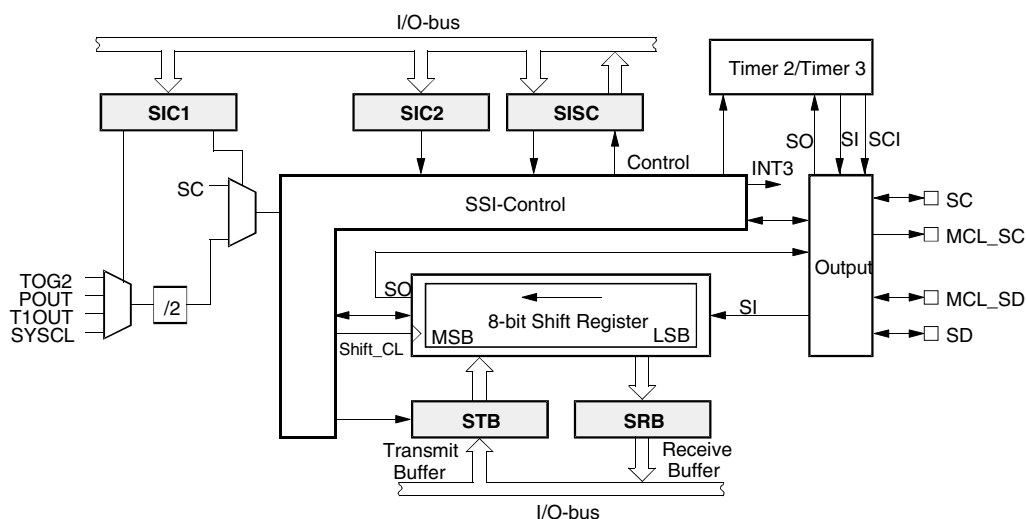 I/O-bus
SIC1
SIC2
SISC
Timer 2/Timer 3
SO
SI
SCI
Control
INT3
SC
SSI-Control
SC
MCL_SC
Output
TOG2
POUT
T1OUT
SYSCL
/2
SO
8-bit Shift Register
MSB
LSB
SI
MCL_SD
SD
Shift_CL
STB
SRB
Transmit
Buffer
Receive
Buffer
I/O-bus